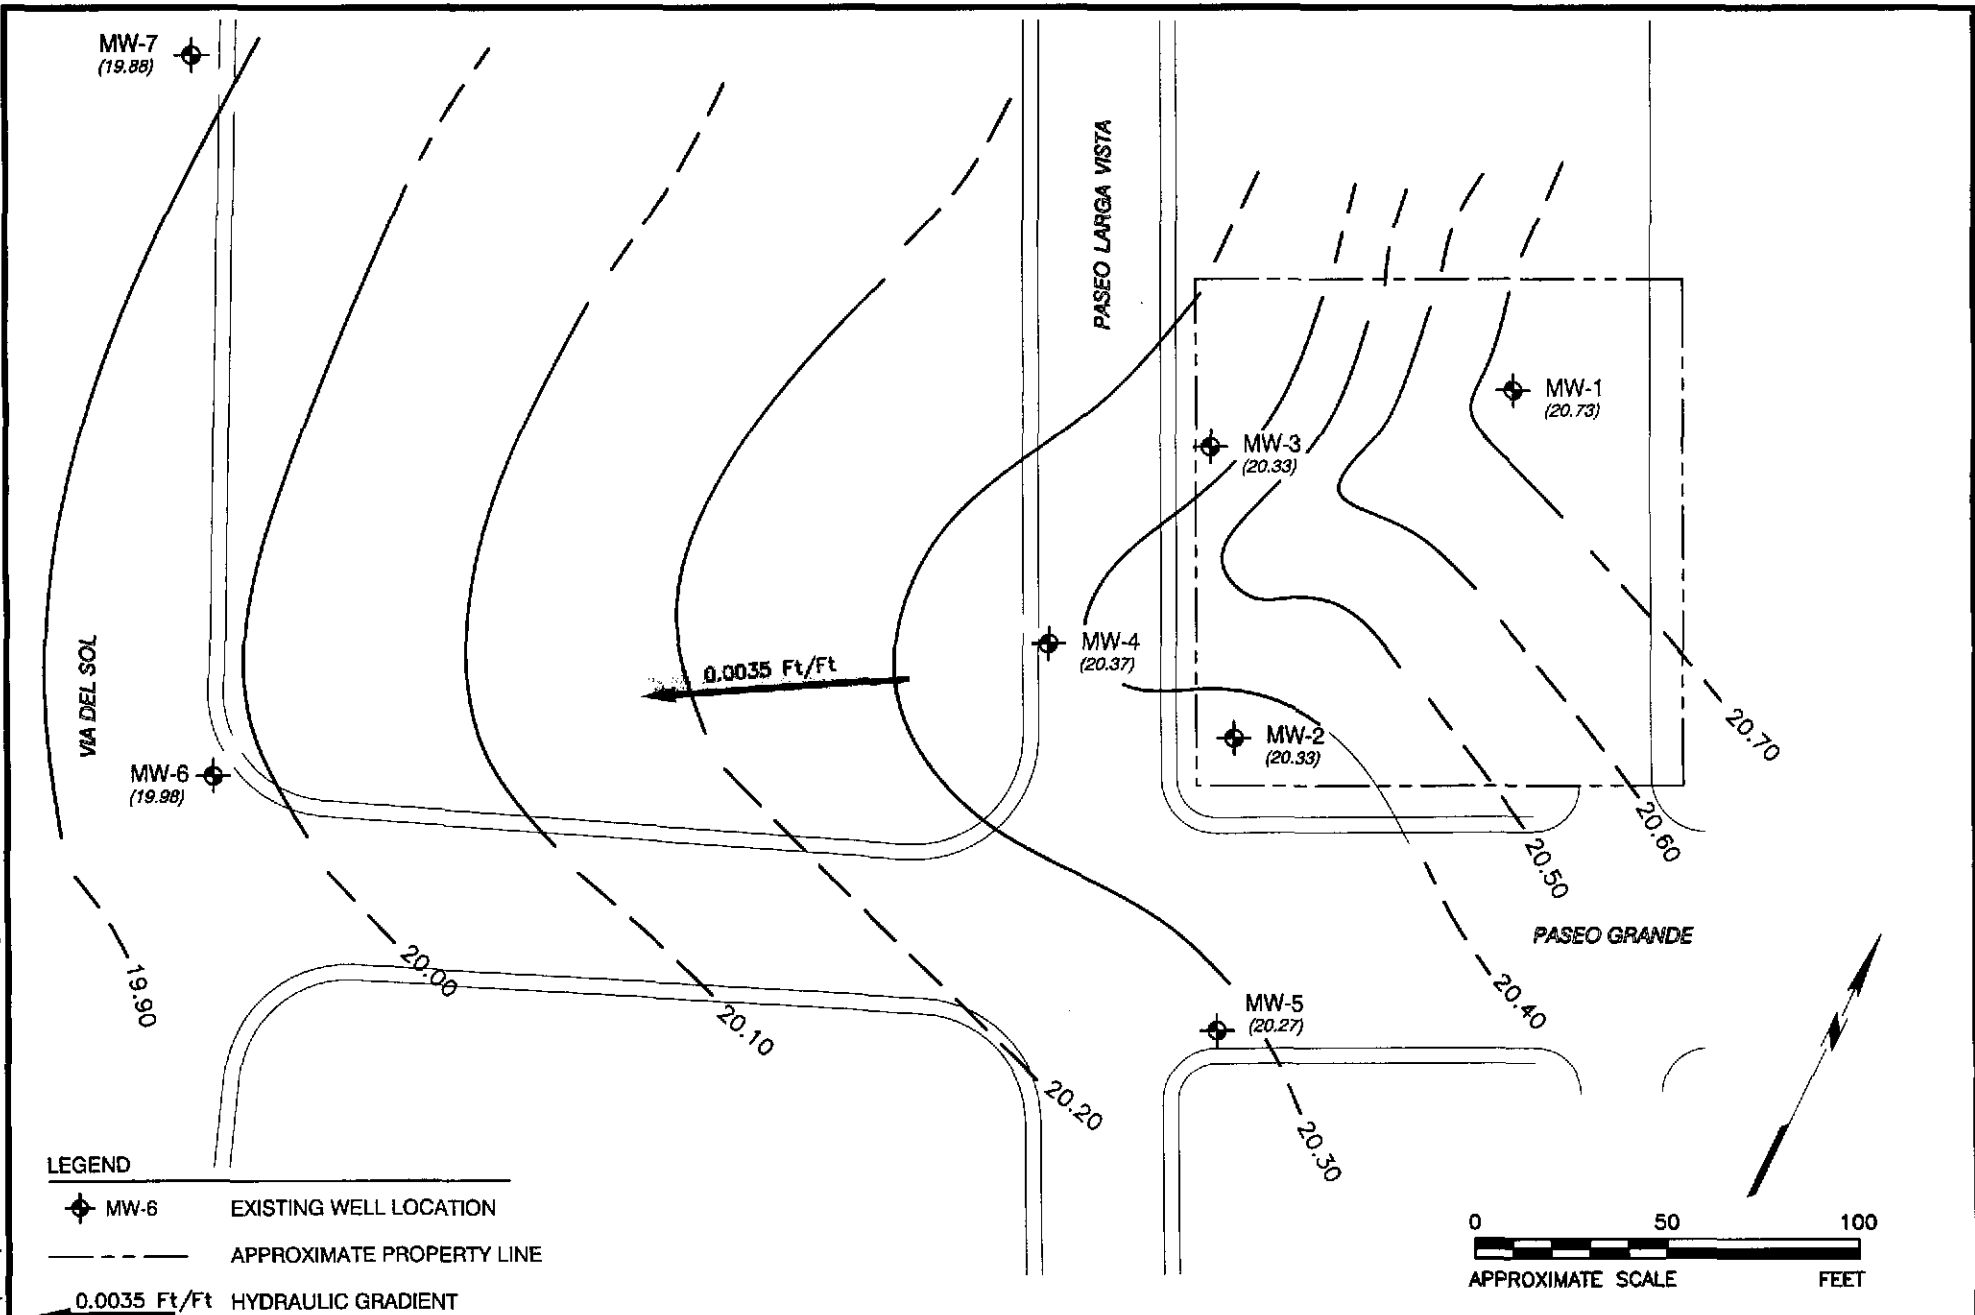 MW-7
(19.88)
PASEO LARGA VISTA
MW-1
(20.73)
MW-3
(20.33)
MW-4
(20.37)
0.0035 Ft/Ft
VIA DEL SOL
MW-2
(20.33)
20.70
MW-6
(19.98)
20.60
20.50
PASEO GRANDE
19.90
20.00
20.10
20.20
MW-5
(20.27)
20.40
20.30
LEGEND
MW-6 EXISTING WELL LOCATION
APPROXIMATE PROPERTY LINE
0.0035 Ft/Ft HYDRAULIC GRADIENT
0 50 100
APPROXIMATE SCALE FEET